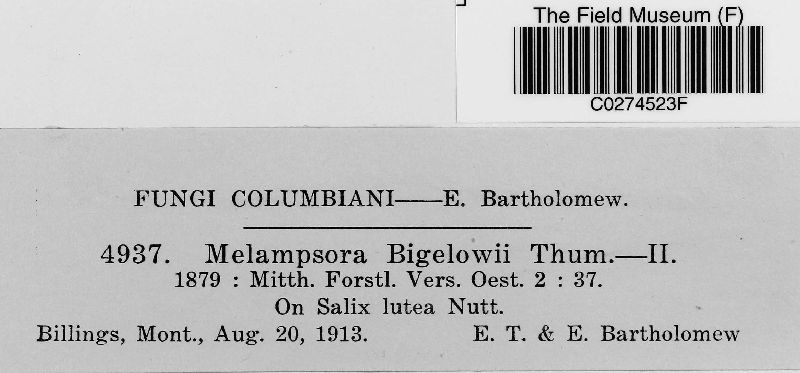 The Field Museum (F)
C0274523F
FUNGI COLUMBIANI——E. Bartholomew.
4937. Melampsora Bigelowii Thum.—II.
1879 : Mitth. Forstl. Vers. Oest. 2 : 37.
On Salix lutea Nutt.
Billings, Mont., Aug. 20, 1913. E. T. & E. Bartholomew